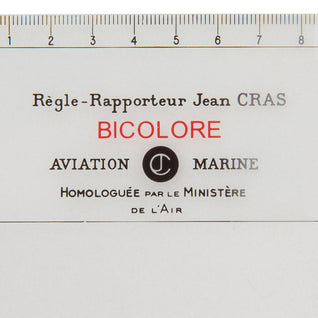 1 2 3 4 5 6 7 8
Règle-Rapporteur Jean CRAS
BICOLORE
AVIATION JC MARINE
HOMOLOGUÉE PAR LE MINISTÈRE
DE L'AIR